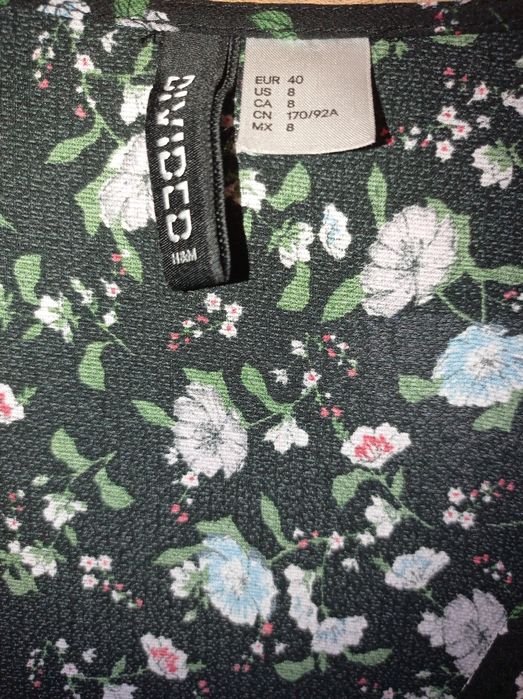 DIVIDED
H&M
EUR 40
US 8
CA 8
CN 170/92A
MX 8